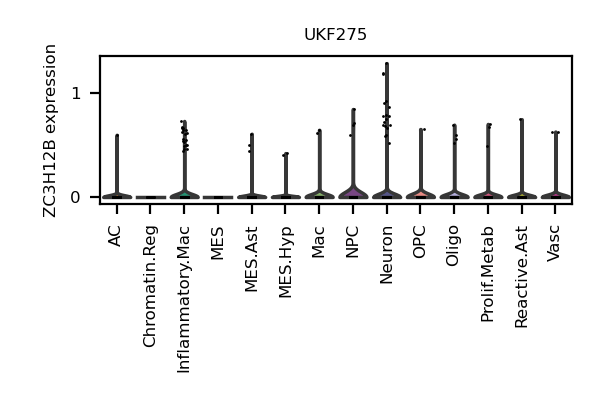 UKF275
ZC3H12B expression
1
0
AC
Chromatin.Reg
Inflammatory.Mac
MES
MES.Ast
MES.Hyp
Mac
NPC
Neuron
OPC
Oligo
Prolif.Metab
Reactive.Ast
Vasc